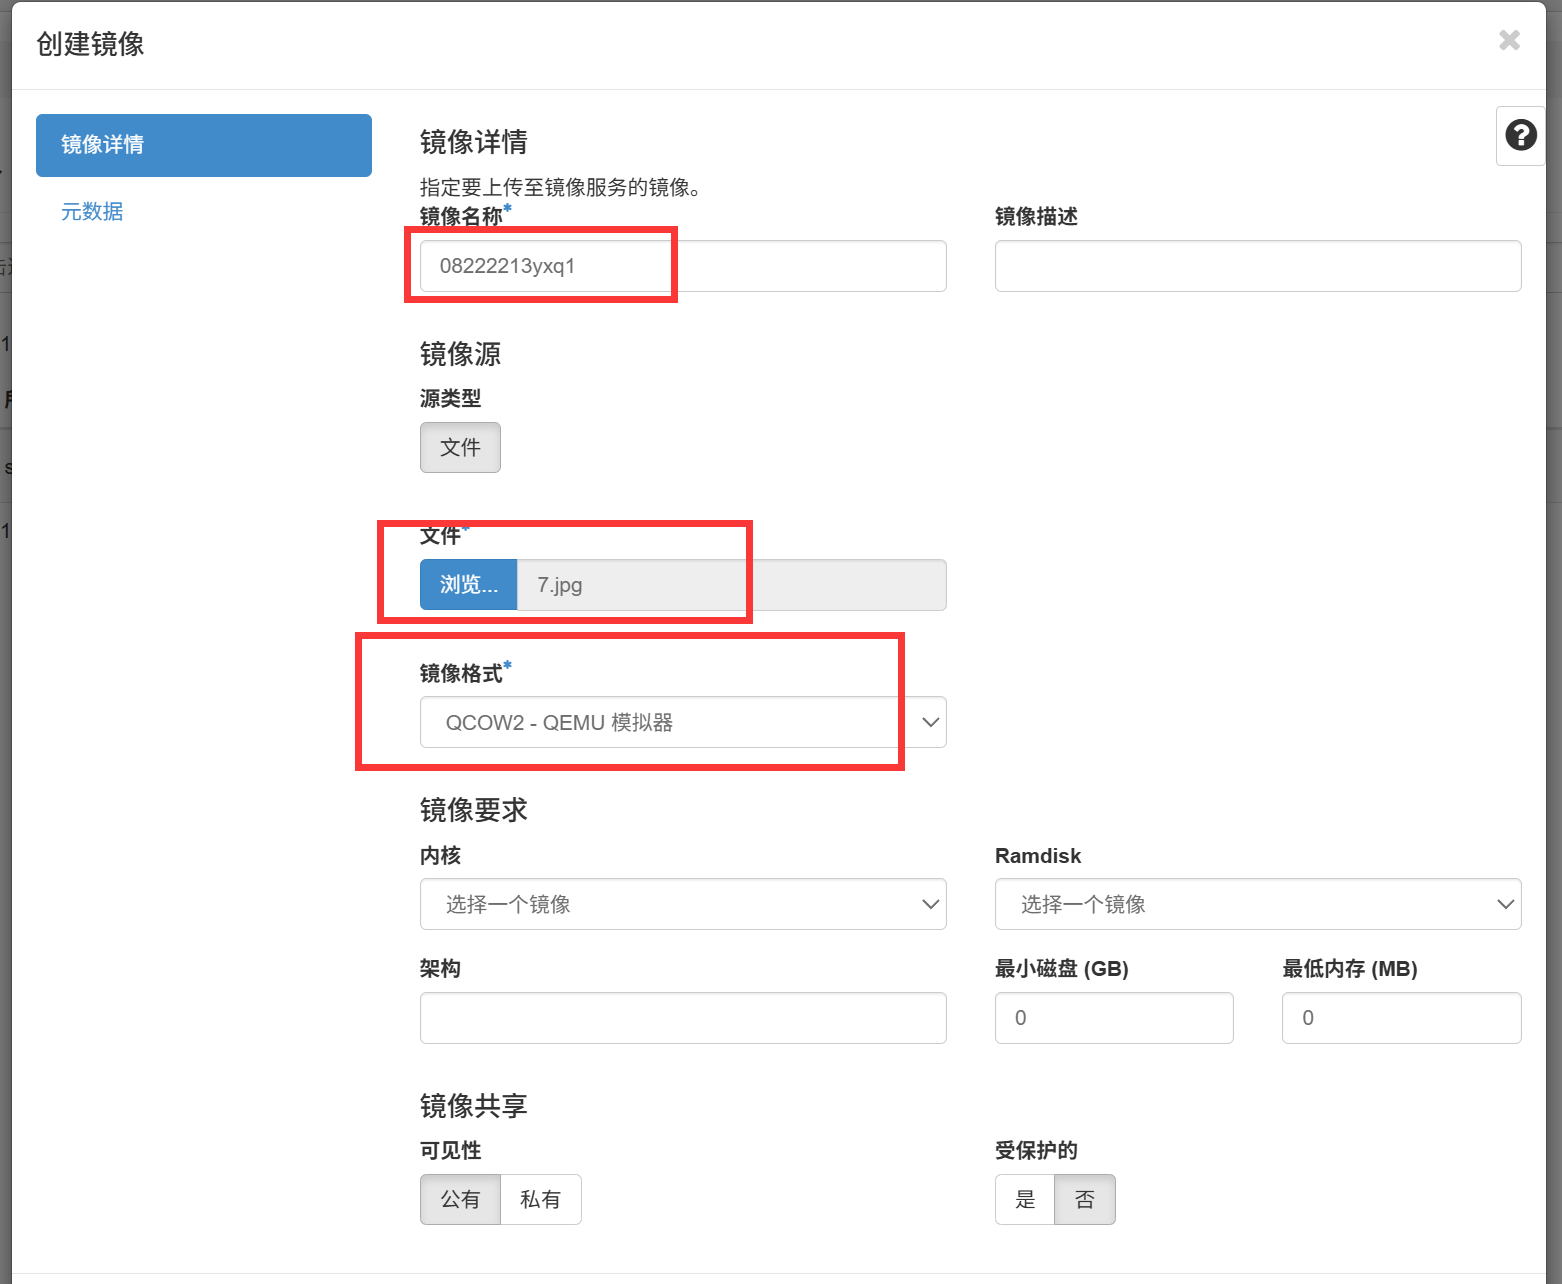 创建镜像
镜像详情
元数据
镜像详情
指定要上传至镜像服务的镜像。
镜像名称*
镜像描述
08222213yxq1
镜像源
源类型
文件
文件*
浏览...
7.jpg
镜像格式*
QCOW2 - QEMU 模拟器
镜像要求
内核
Ramdisk
选择一个镜像
选择一个镜像
架构
最小磁盘 (GB)
最低内存 (MB)
0
0
镜像共享
可见性
受保护的
公有
私有
是
否